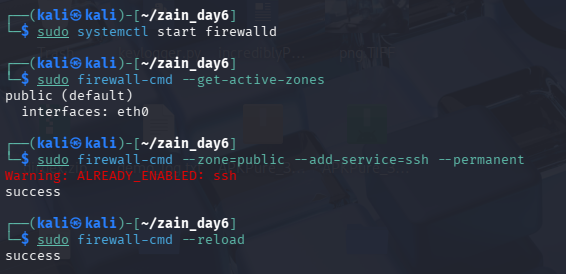 ┌──(kali㉿kali)-[~/zain_day6]
└─$ sudo systemctl start firewalld
┌──(kali㉿kali)-[~/zain_day6]
└─$ sudo firewall-cmd --get-active-zones
public (default)
  interfaces: eth0
┌──(kali㉿kali)-[~/zain_day6]
└─$ sudo firewall-cmd --zone=public --add-service=ssh --permanent
Warning: ALREADY_ENABLED: ssh
success
┌──(kali㉿kali)-[~/zain_day6]
└─$ sudo firewall-cmd --reload
success